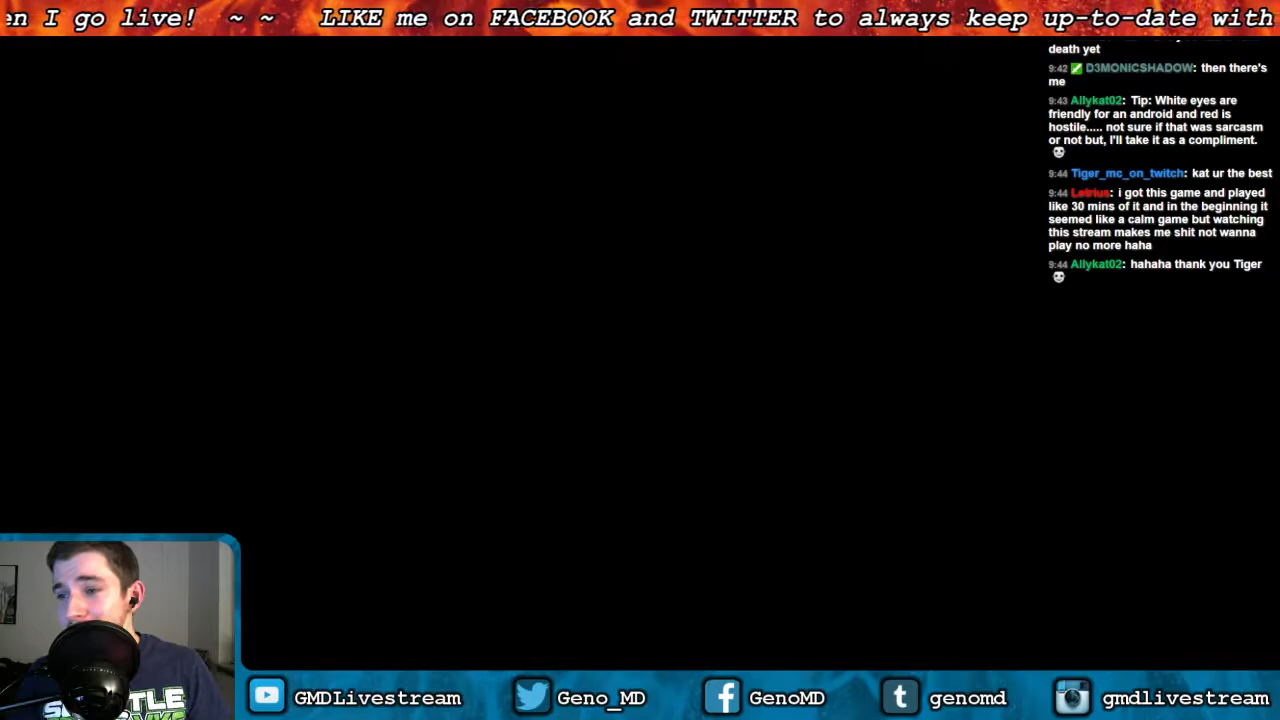 en I go live! ~ ~ LIKE me on FACEBOOK and TWITTER to always keep up-to-date with
death yet
9:42 D3MONICSHADOW: then there's
me
9:43 Allykat02: Tip: White eyes are
friendly for an android and red is
hostile..... not sure if that was sarcasm
or not but, I'll take it as a compliment.
9:44 Tiger_mc_on_twitch: kat ur the best
9:44 Letrius: i got this game and played
like 30 mins of it and in the beginning it
seemed like a calm game but watching
this stream makes me shit not wanna
play no more haha
9:44 Allykat02: hahaha thank you Tiger
GMDLivestream
Geno_MD
GenoMD
genomd
gmdlivestream